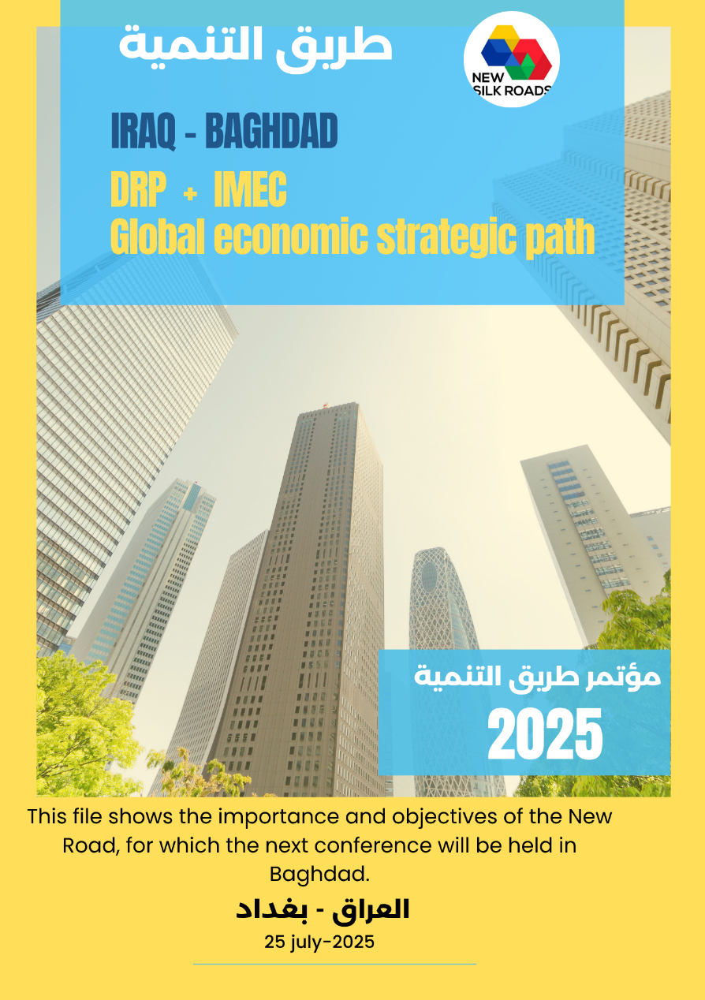 طريق التنمية
NEW
SILK ROADS
IRAQ - BAGHDAD
DRP + IMEC
Global economic strategic path
مؤتمر طريق التنمية
2025
This file shows the importance and objectives of the New
Road, for which the next conference will be held in
Baghdad.
العراق - بغداد
25 july-2025